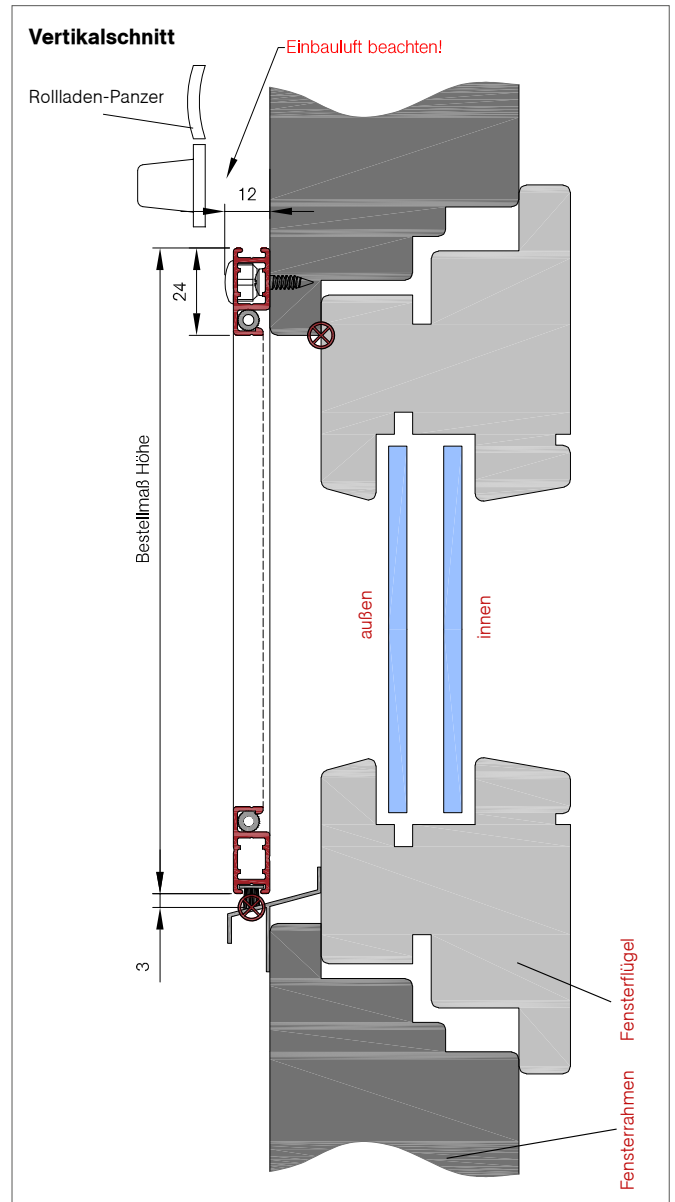 Vertikalschnitt
Einbauluft beachten!
Rollladen-Panzer
12
24
Bestellmaß Höhe
außen
innen
3
Fensterflügel
Fensterrahmen